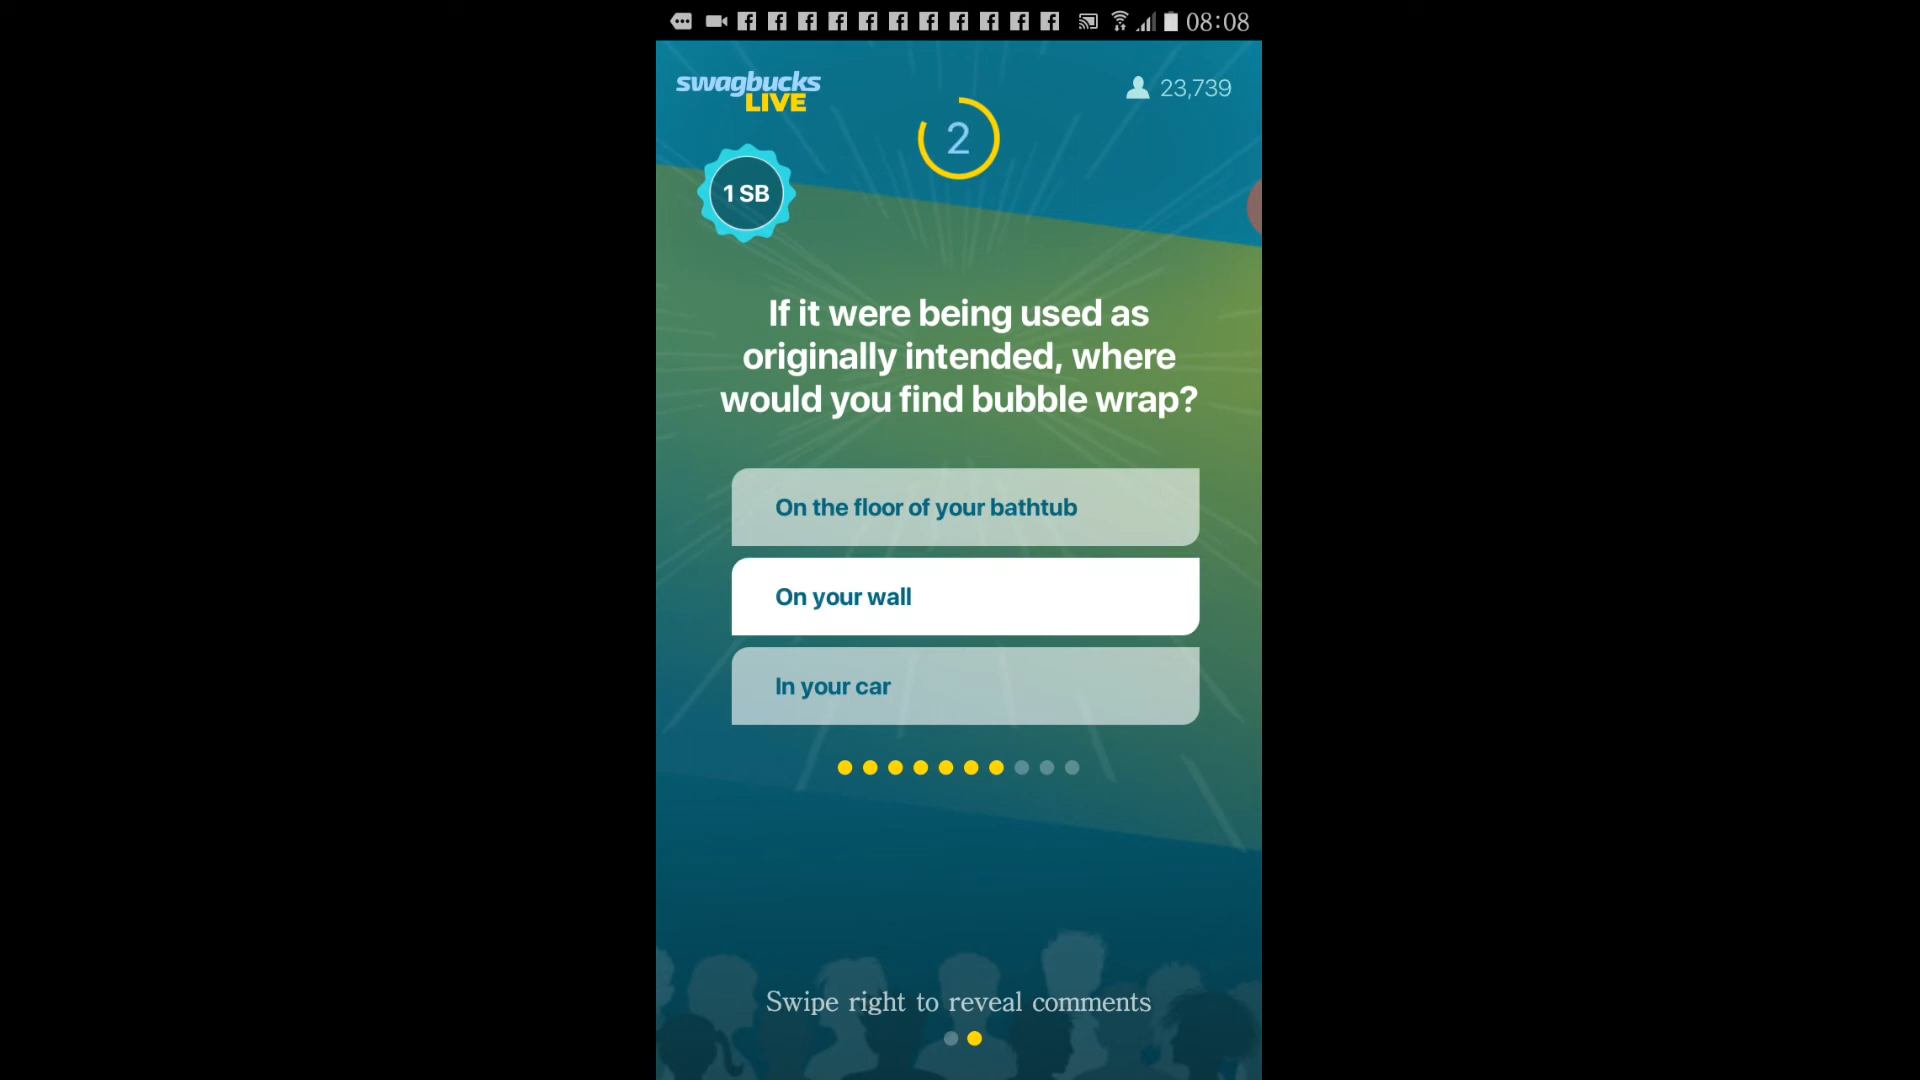 08:08
swagbucks
LIVE
23,739
2
1 SB
If it were being used as
originally intended, where
would you find bubble wrap?
On the floor of your bathtub
On your wall
In your car
Swipe right to reveal comments